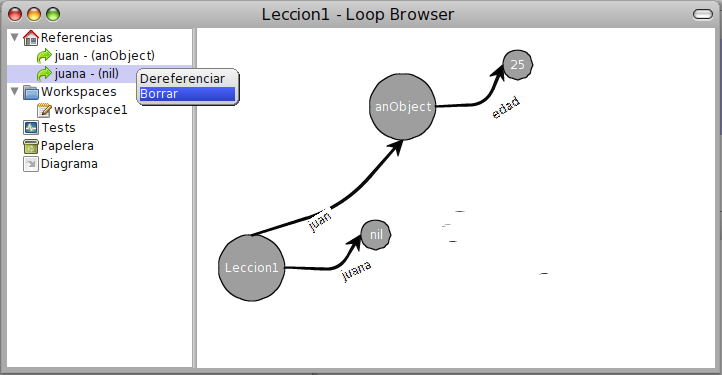 Leccion1 - Loop Browser
Referencias
juan - (anObject)
juana - (nil)
Dereferenciar
Borrar
Workspaces
workspace1
Tests
Papelera
Diagrama
25
anObject
edad
juan
nil
Leccion1
juana